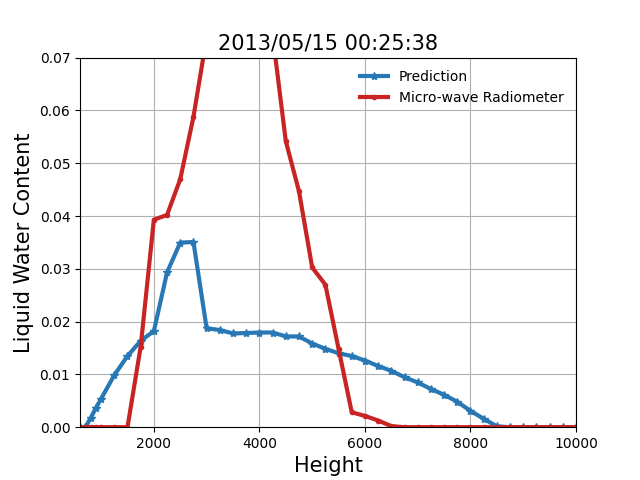 2013/05/15 00:25:38
Prediction
Micro-wave Radiometer
Liquid Water Content
0.07
0.06
0.05
0.04
0.03
0.02
0.01
0.00
2000 4000 6000 8000 10000
Height